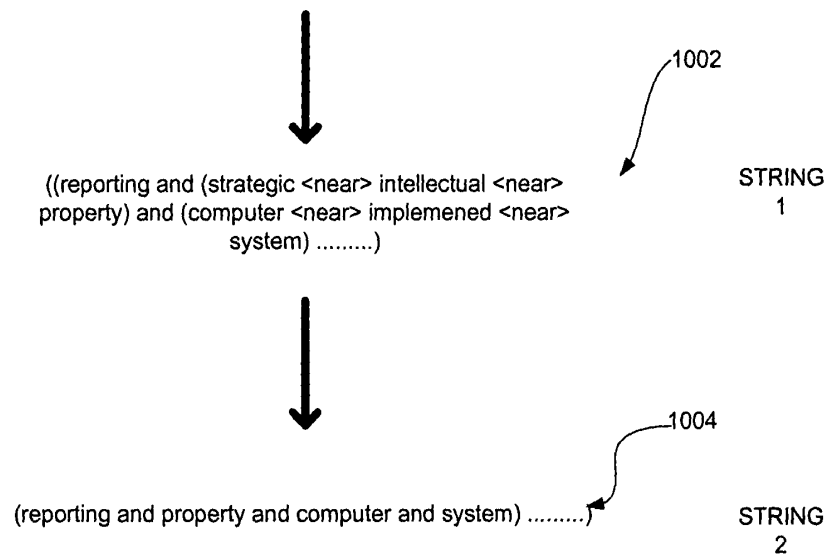 1002
((reporting and (strategic <near> intellectual <near>
property) and (computer <near> implemened <near>
system) .........)
STRING
1
1004
(reporting and property and computer and system) .........)
STRING
2